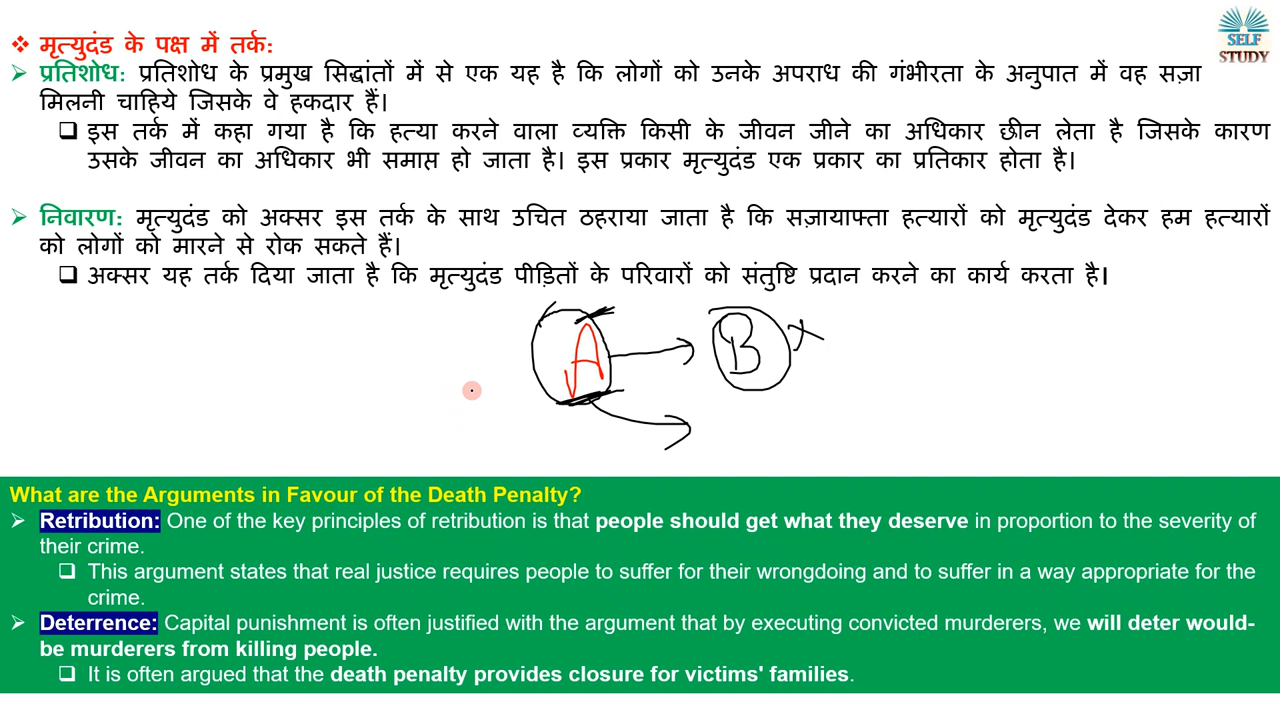 ❖ मृत्युदंड के पक्ष में तर्क:
SELF
STUDY
➢ प्रतिशोध: प्रतिशोध के प्रमुख सिद्धांतों में से एक यह है कि लोगों को उनके अपराध की गंभीरता के अनुपात में वह सज़ा
मिलनी चाहिये जिसके वे हकदार हैं।
❑ इस तर्क में कहा गया है कि हत्या करने वाला व्यक्ति किसी के जीवन जीने का अधिकार छीन लेता है जिसके कारण
उसके जीवन का अधिकार भी समाप्त हो जाता है। इस प्रकार मृत्युदंड एक प्रकार का प्रतिकार होता है।
➢ निवारण: मृत्युदंड को अक्सर इस तर्क के साथ उचित ठहराया जाता है कि सज़ायाफ्ता हत्यारों को मृत्युदंड देकर हम हत्यारों
को लोगों को मारने से रोक सकते हैं।
❑ अक्सर यह तर्क दिया जाता है कि मृत्युदंड पीड़ितों के परिवारों को संतुष्टि प्रदान करने का कार्य करता है।
A B
What are the Arguments in Favour of the Death Penalty?
➢ Retribution: One of the key principles of retribution is that people should get what they deserve in proportion to the severity of
their crime.
❑ This argument states that real justice requires people to suffer for their wrongdoing and to suffer in a way appropriate for the
crime.
➢ Deterrence: Capital punishment is often justified with the argument that by executing convicted murderers, we will deter would-
be murderers from killing people.
❑ It is often argued that the death penalty provides closure for victims' families.